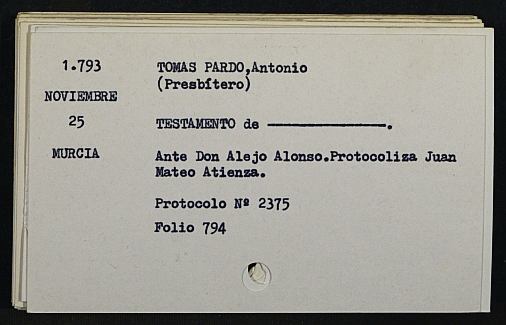 1.793 TOMAS PARDO,Antonio
(Presbítero)
NOVIEMBRE
25 TESTAMENTO de ————————.
MURCIA Ante Don Alejo Alonso.Protocoliza Juan
Mateo Atienza.
Protocolo Nº 2375
Folio 794